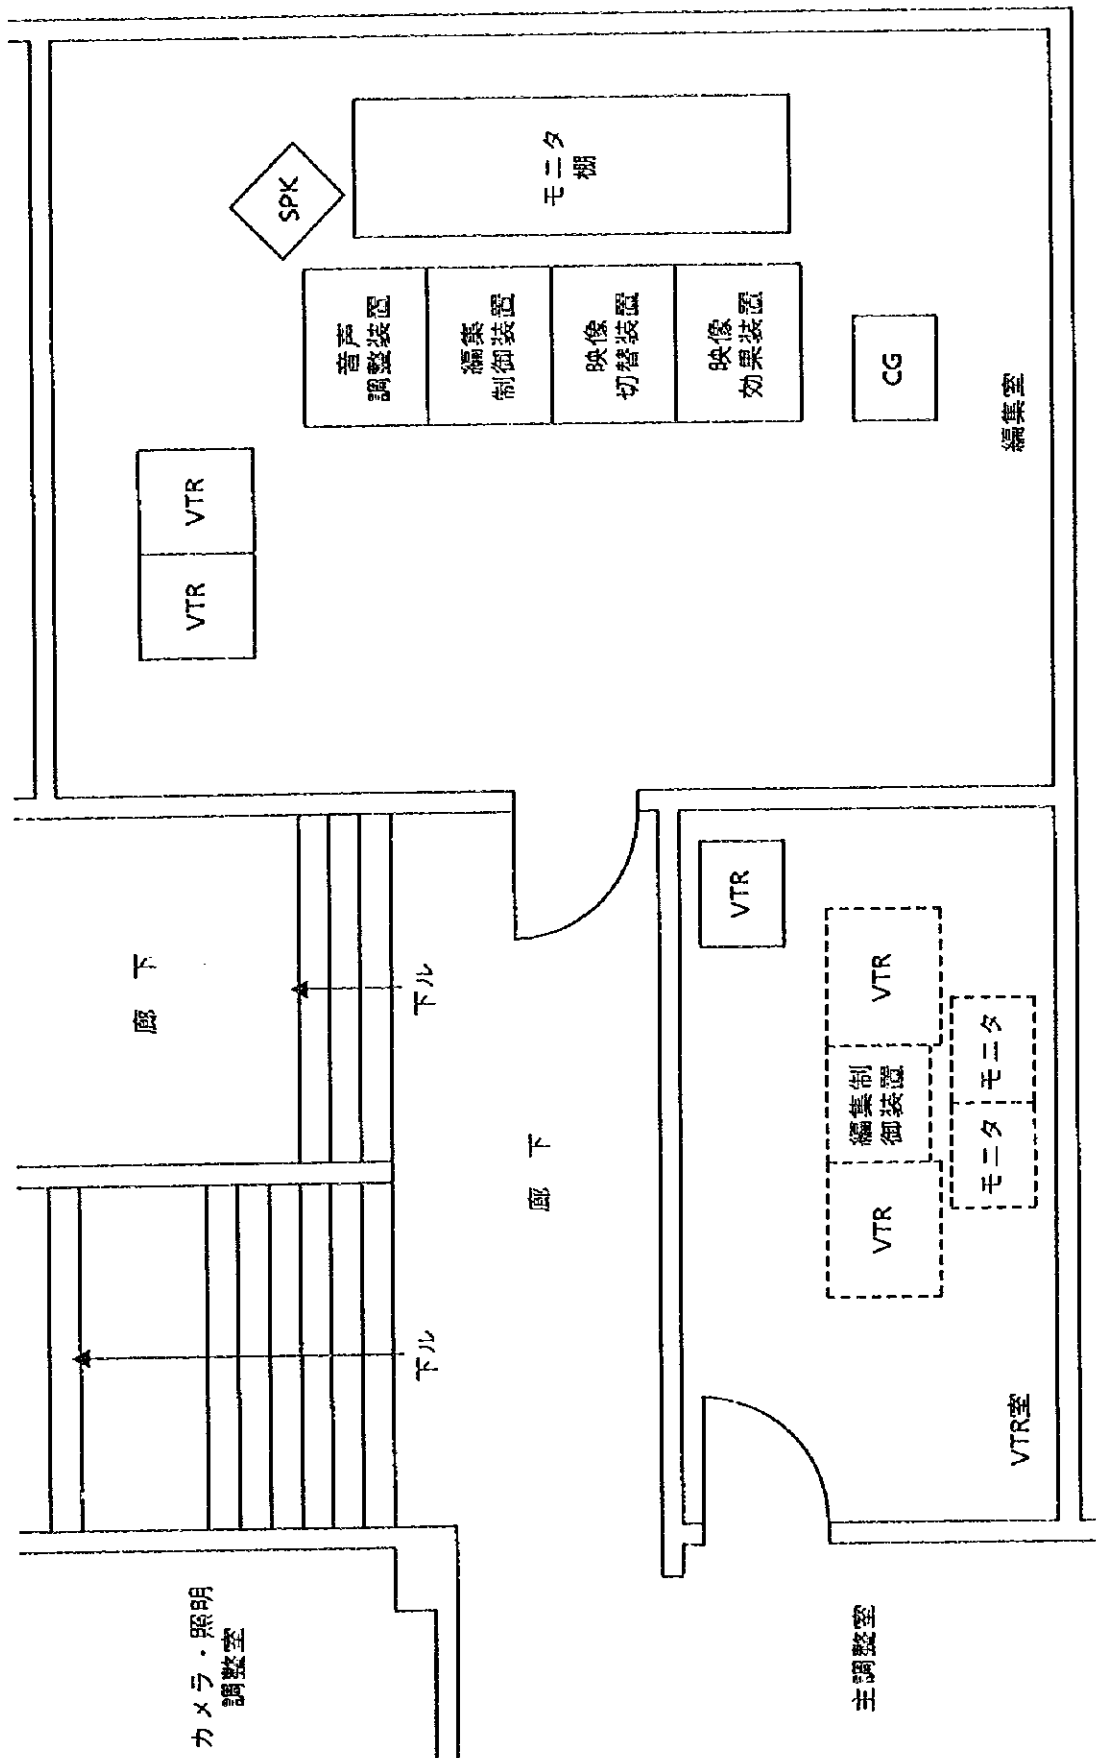 カメラ・照明
調整室
下ル
廊 下
下ル
廊 下
主調整室
VTR室
VTR
編集制
御装置
VTR
モニタ
モニタ
VTR
VTR
VTR
SPK
音声
調整装置
編集
制御装置
映像
切替装置
映像
効果装置
モニタ
棚
CG
編集室